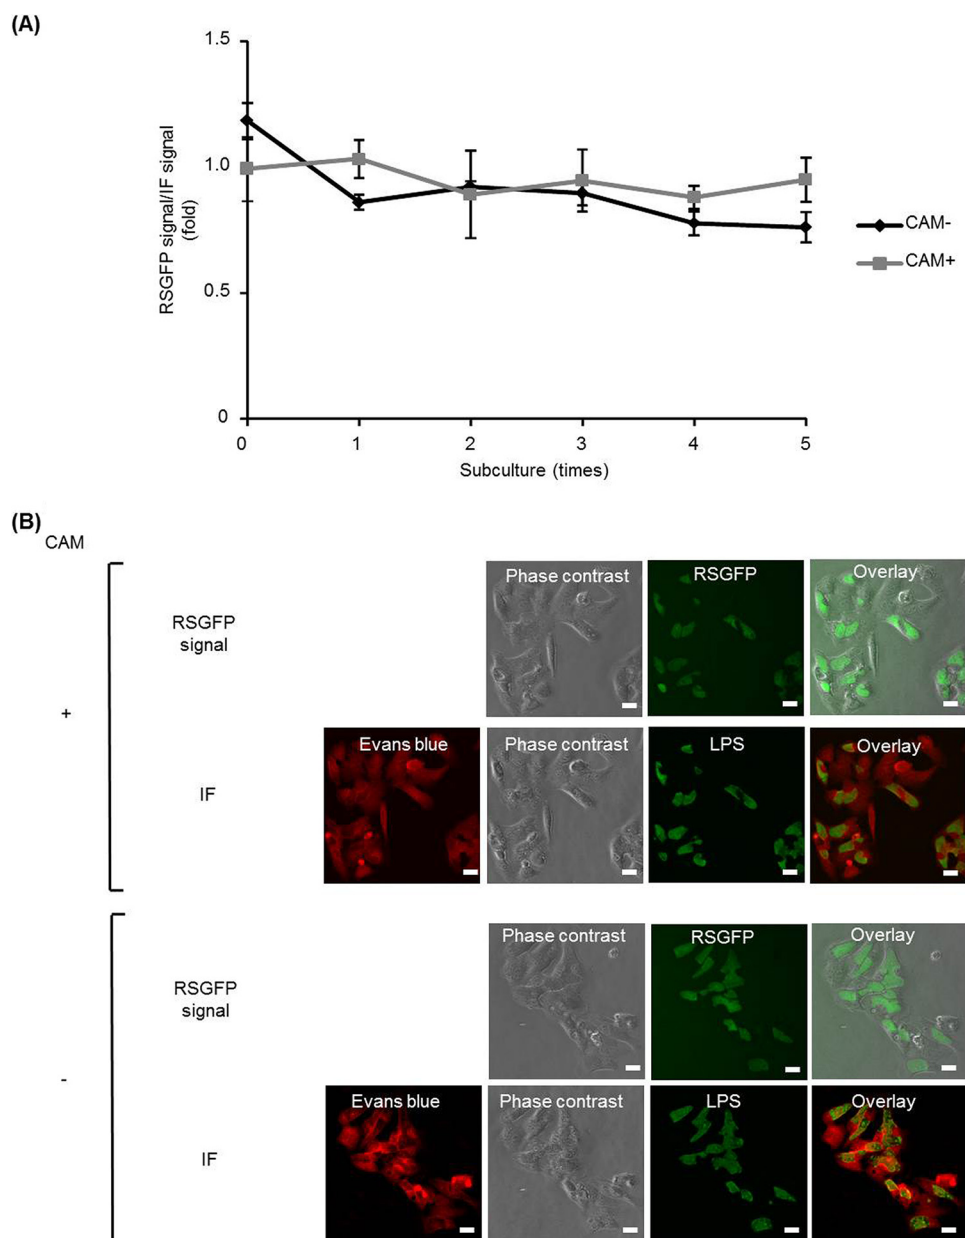 (A)
1.5
1.0
0.5
0
RSGFP signal/IF signal
(fold)
0 1 2 3 4 5
Subculture (times)
CAM-
CAM+
(B)
CAM
+
RSGFP
signal
Phase contrast RSGFP Overlay
IF
Evans blue Phase contrast LPS Overlay
-
RSGFP
signal
Phase contrast RSGFP Overlay
IF
Evans blue Phase contrast LPS Overlay